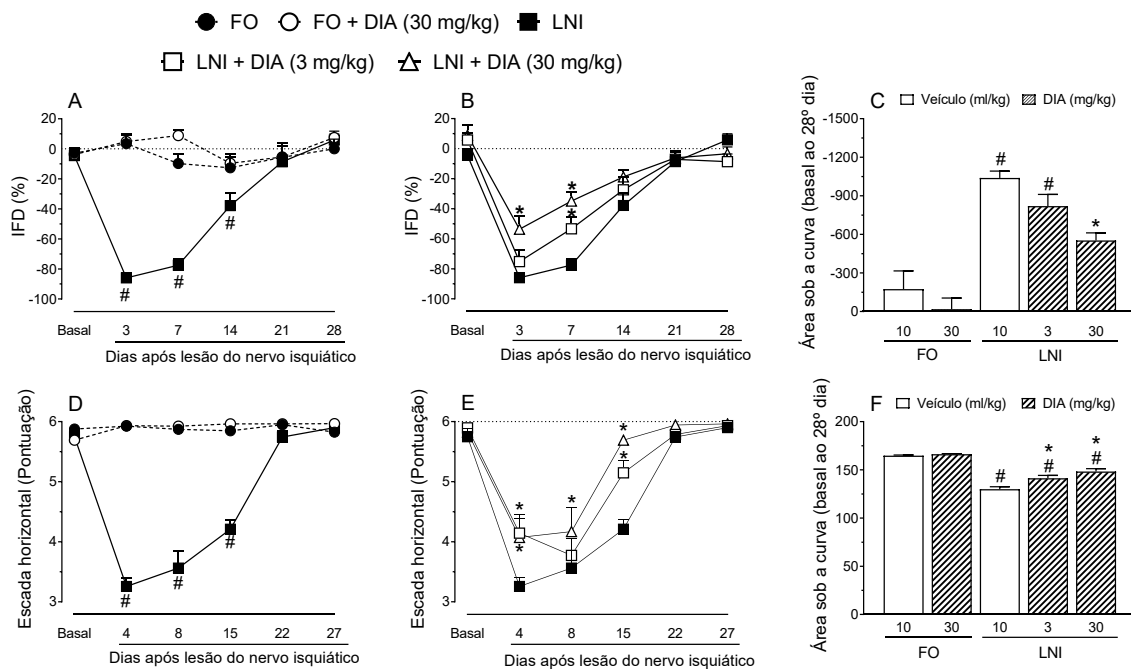 FO FO + DIA (30 mg/kg) LNI
LNI + DIA (3 mg/kg) LNI + DIA (30 mg/kg)
A
IFD (%)
20
0
-20
-40
-60
-80
-100
# # #
Basal 3 7 14 21 28
Dias após lesão do nervo isquiático
B
IFD (%)
20
0
-20
-40
-60
-80
-100
* * *
Basal 3 7 14 21 28
Dias após lesão do nervo isquiático
C
Veículo (ml/kg) DIA (mg/kg)
Área sob a curva (basal ao 28º dia)
-1500
-1200
-900
-600
-300
0
# # *
10 30 10 3 30
FO LNI
D
Escada horizontal (Pontuação)
6
5
4
3
# # #
Basal 4 8 15 22 27
Dias após lesão do nervo isquiático
E
Escada horizontal (Pontuação)
6
5
4
3
* * * * *
Basal 4 8 15 22 27
Dias após lesão do nervo isquiático
F
Veículo (ml/kg) DIA (mg/kg)
Área sob a curva (basal ao 28º dia)
200
150
100
50
0
* *
# # #
10 30 10 3 30
FO LNI